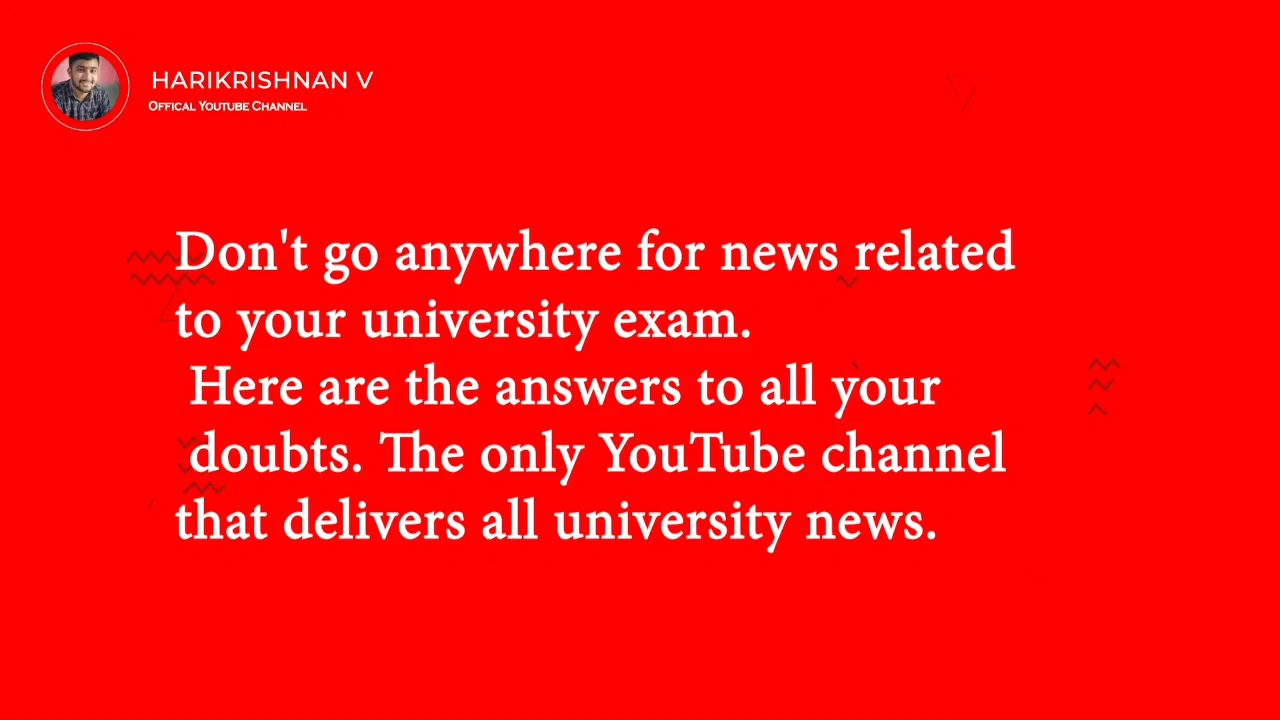 HARIKRISHNAN V
OFFICAL YOUTUBE CHANNEL
Don't go anywhere for news related
to your university exam.
Here are the answers to all your
doubts. The only YouTube channel
that delivers all university news.